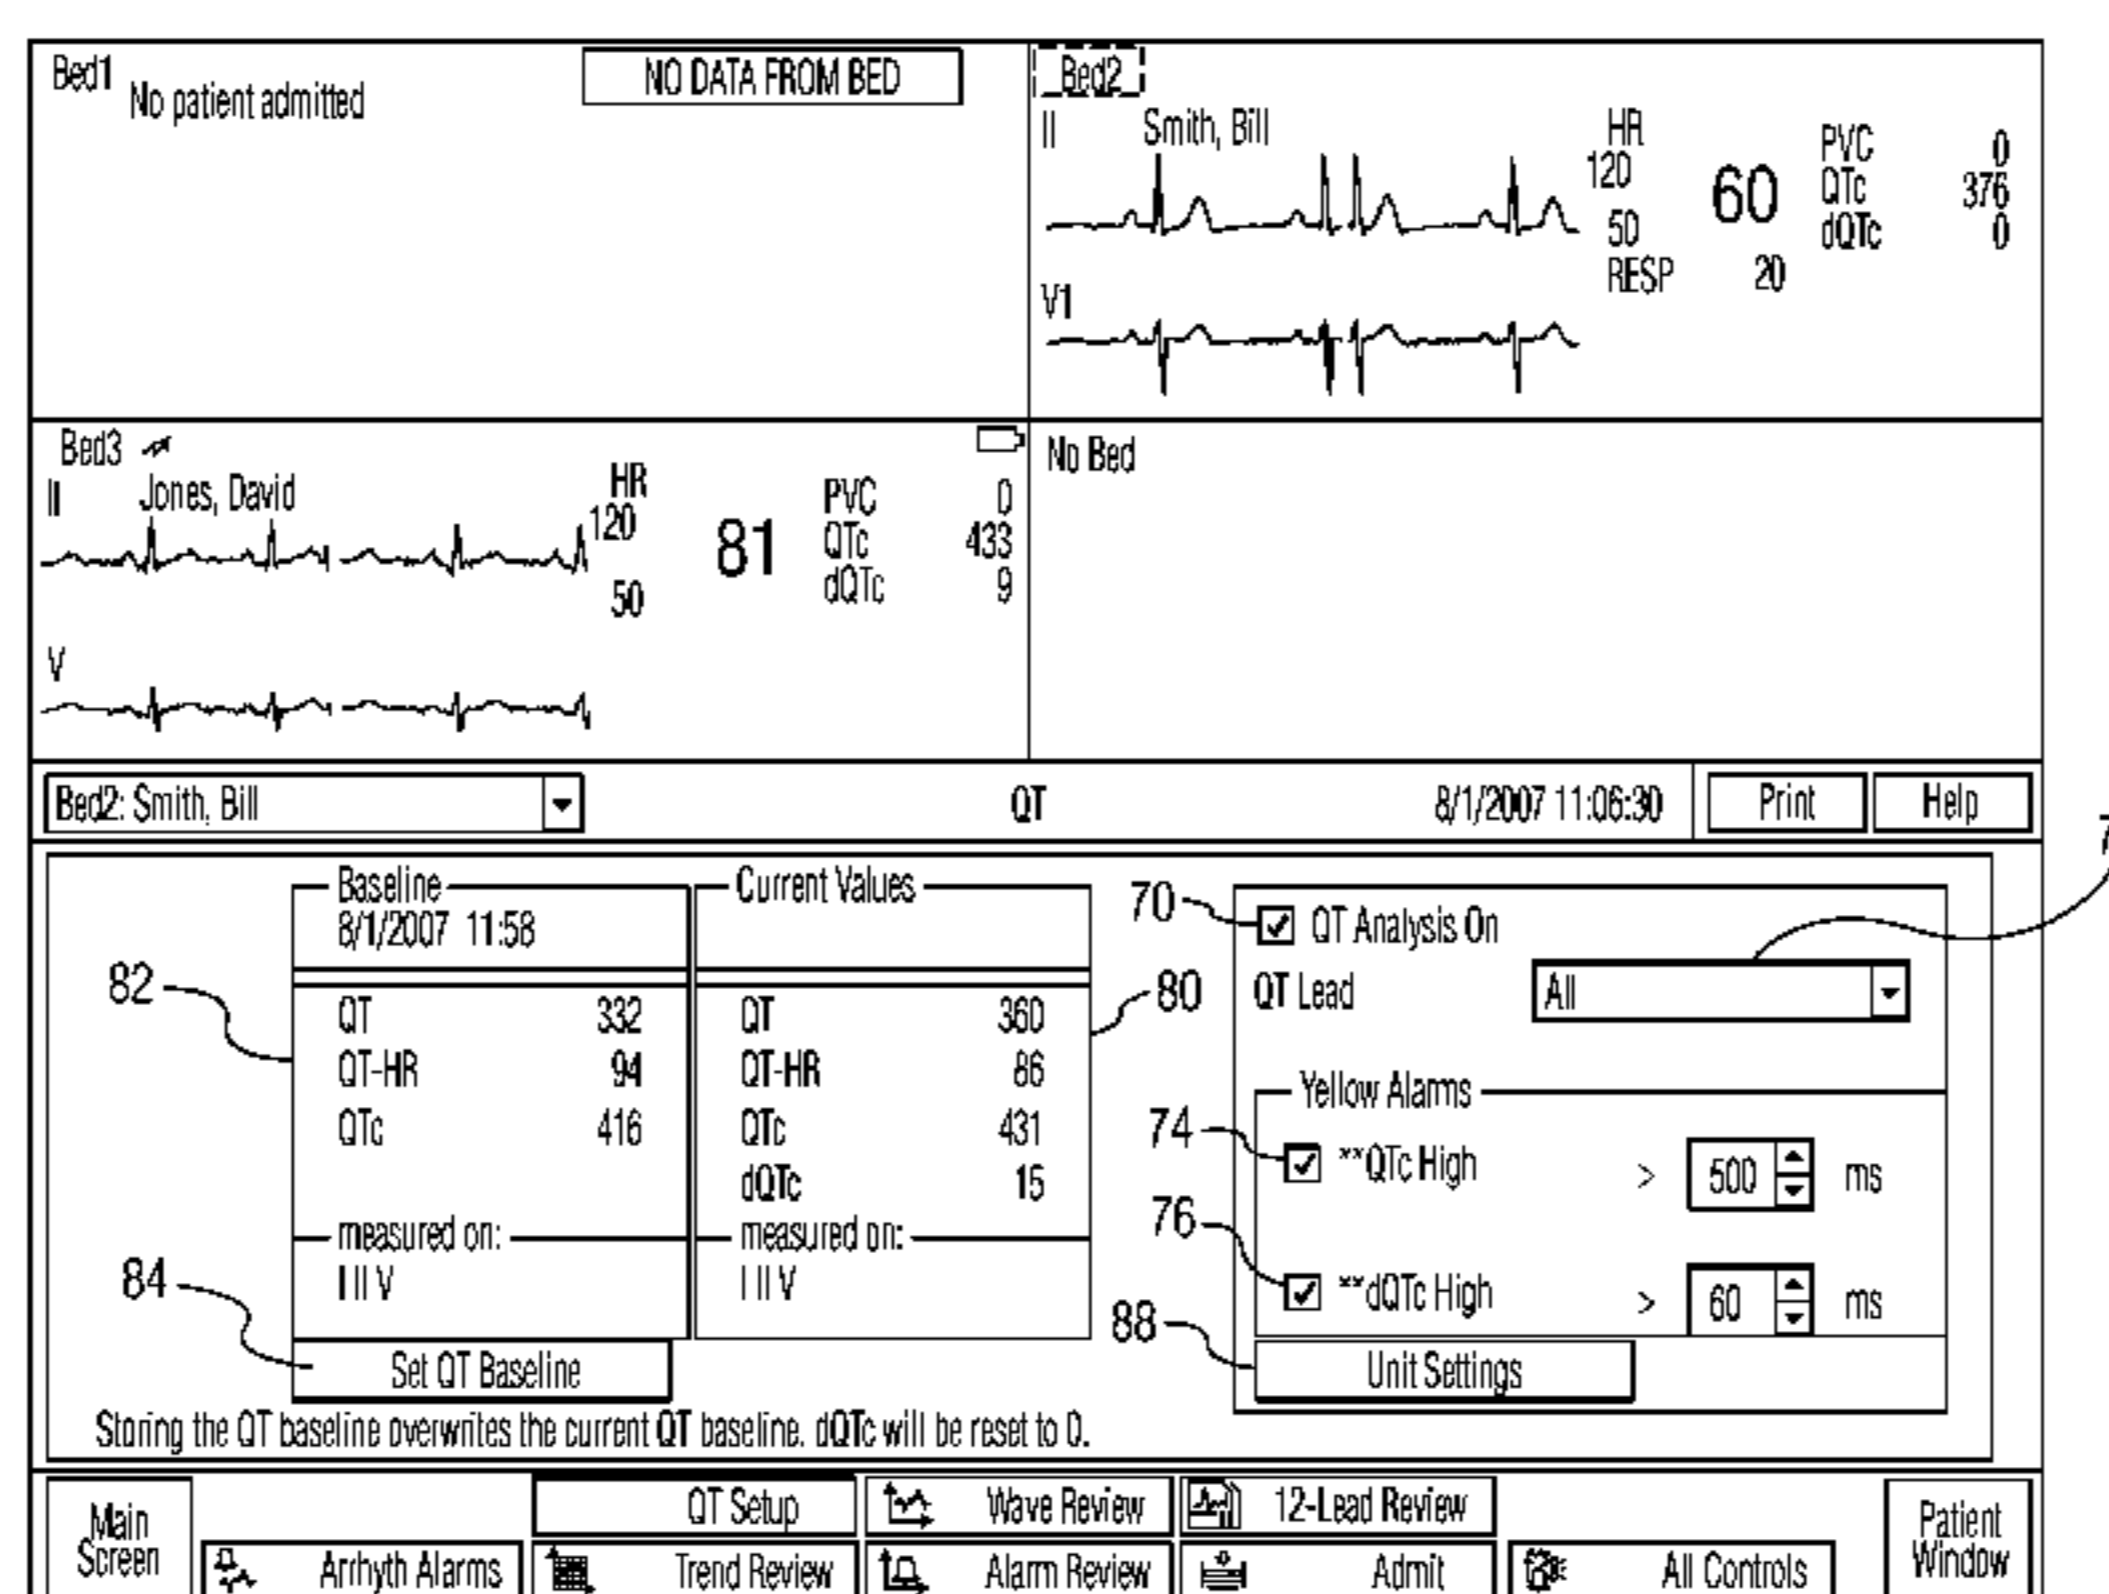 Bed1
No patient admitted
NO DATA FROM BED
Bed2
II Smith, Bill HR
120
50
60
PVC 0
QTc 376
dQTc 0
RESP 20
V1
Bed3
II Jones, David HR
120
50
81
PVC 0
QTc 433
dQTc 9
V
No Bed
Bed2: Smith, Bill QT 8/1/2007 11:06:30 Print Help
Baseline
8/1/2007 11:58
82
QT 332
QT-HR 94
QTc 416
measured on:
I II V
84
Set QT Baseline
Current Values
80
QT 360
QT-HR 86
QTc 431
dQTc 15
measured on:
I II V
70 QT Analysis On
QT Lead All
Yellow Alarms
74 **QTc High > 500 ms
76 **dQTc High > 60 ms
88 Unit Settings
Storing the QT baseline overwrites the current QT baseline. dQTc will be reset to 0.
Main
Screen
QT Setup Wave Review 12-Lead Review
Arrhyth Alarms Trend Review Alarm Review Admit All Controls
Patient
Window